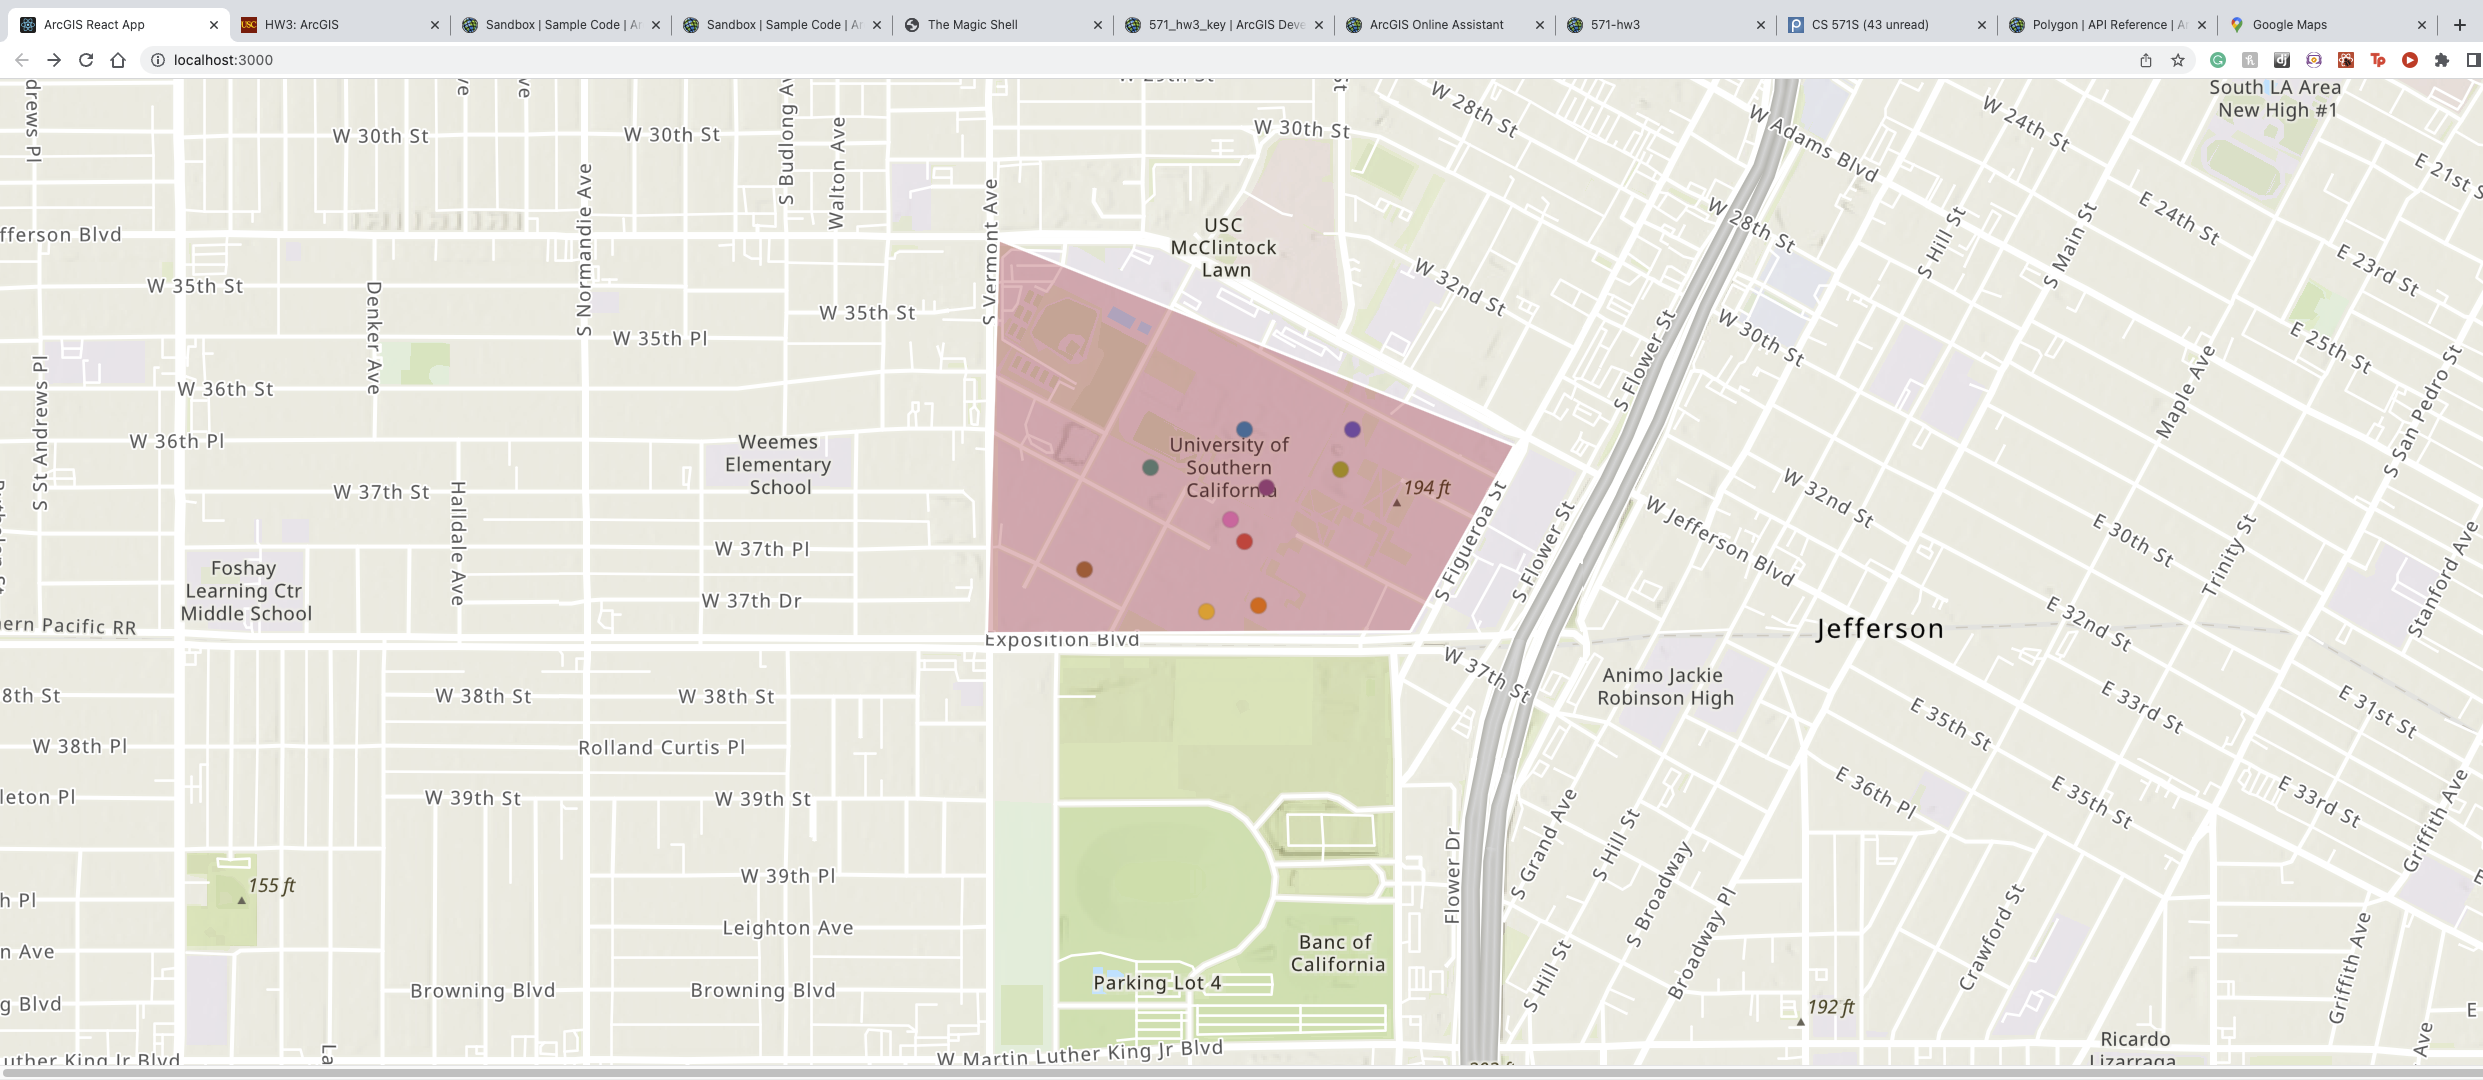 ArcGIS React App
HW3: ArcGIS
Sandbox | Sample Code | Ar
Sandbox | Sample Code | Ar
The Magic Shell
571_hw3_key | ArcGIS Deve
ArcGIS Online Assistant
571-hw3
CS 571S (43 unread)
Polygon | API Reference | A
Google Maps
localhost:3000
W 29th St
drews Pl
W 30th St
W 30th St
S Budlong Av
Walton Ave
W 30th St
W 28th St
W Adams Blvd
W 24th St
South LA Area
New High #1
E 21st S
fferson Blvd
S Normandie Ave
S Vermont Ave
USC
McClintock
Lawn
W 28th St
S Hill St
S Main St
E 24th St
E 23rd St
W 35th St
Denker Ave
W 35th St
W 32nd St
W 35th Pl
S Flower St
W 30th St
E 25th St
S St Andrews Pl
W 36th St
Maple Ave
S San Pedro St
W 36th Pl
Weemes
Elementary
School
University of
Southern
California
194 ft
W 37th St
Halldale Ave
S Figueroa St
S Flower St
W Jefferson Blvd
W 32nd St
E 30th St
Trinity St
Stanford Ave
W 37th Pl
Foshay
Learning Ctr
Middle School
W 37th Dr
ern Pacific RR
Exposition Blvd
Jefferson
E 32nd St
8th St
W 38th St
W 38th St
W 37th St
Animo Jackie
Robinson High
E 35th St
E 33rd St
E 31st St
W 38th Pl
Rolland Curtis Pl
leton Pl
W 39th St
W 39th St
E 36th Pl
E 35th St
E 33rd St
Griffith Ave
Flower Dr
S Grand Ave
S Hill St
S Broadway
155 ft
W 39th Pl
h Pl
Leighton Ave
Broadway Pl
Crawford St
Griffith Ave
n Ave
Banc of
California
S Hill St
Parking Lot 4
g Blvd
Browning Blvd
Browning Blvd
192 ft
E
Ricardo
Lizarraga
uther King Jr Blvd
La
W Martin Luther King Jr Blvd
Ave